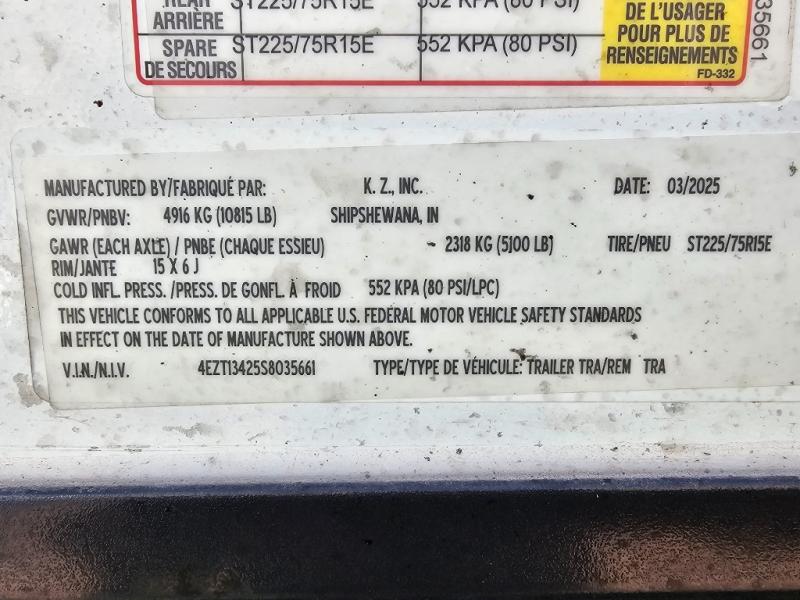 REAR ST225/75R15E 552 KPA (80 PSI)
ARRIÈRE
SPARE ST225/75R15E 552 KPA (80 PSI)
DE SECOURS
DE L'USAGER
POUR PLUS DE
RENSEIGNEMENTS
FD-332
35661
MANUFACTURED BY/FABRIQUÉ PAR: K. Z., INC. DATE: 03/2025
GVWR/PNBV: 4916 KG (10815 LB) SHIPSHEWANA, IN
GAWR (EACH AXLE) / PNBE (CHAQUE ESSIEU) - 2318 KG (5100 LB) TIRE/PNEU ST225/75R15E
RIM/JANTE 15 X 6 J
COLD INFL. PRESS. /PRESS. DE GONFL. À FROID 552 KPA (80 PSI/LPC)
THIS VEHICLE CONFORMS TO ALL APPLICABLE U.S. FEDERAL MOTOR VEHICLE SAFETY STANDARDS
IN EFFECT ON THE DATE OF MANUFACTURE SHOWN ABOVE.
V.I.N./N.I.V. 4EZT13425S8035661 TYPE/TYPE DE VÉHICULE: TRAILER TRA/REM TRA